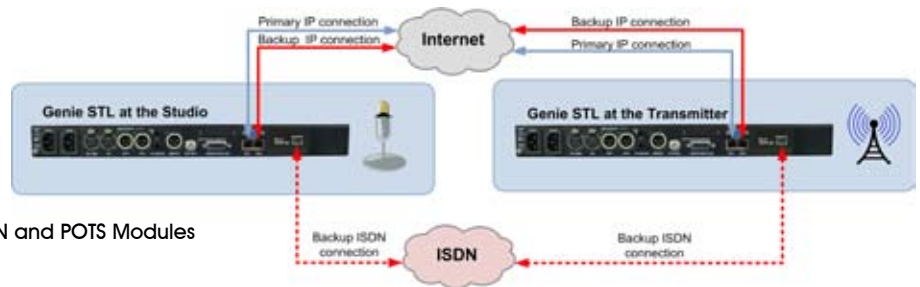 Primary IP connection
Backup IP connection
Internet
Backup IP connection
Primary IP connection
Genie STL at the Studio
Genie STL at the Transmitter
N and POTS Modules
Backup ISDN
connection
ISDN
Backup ISDN
connection